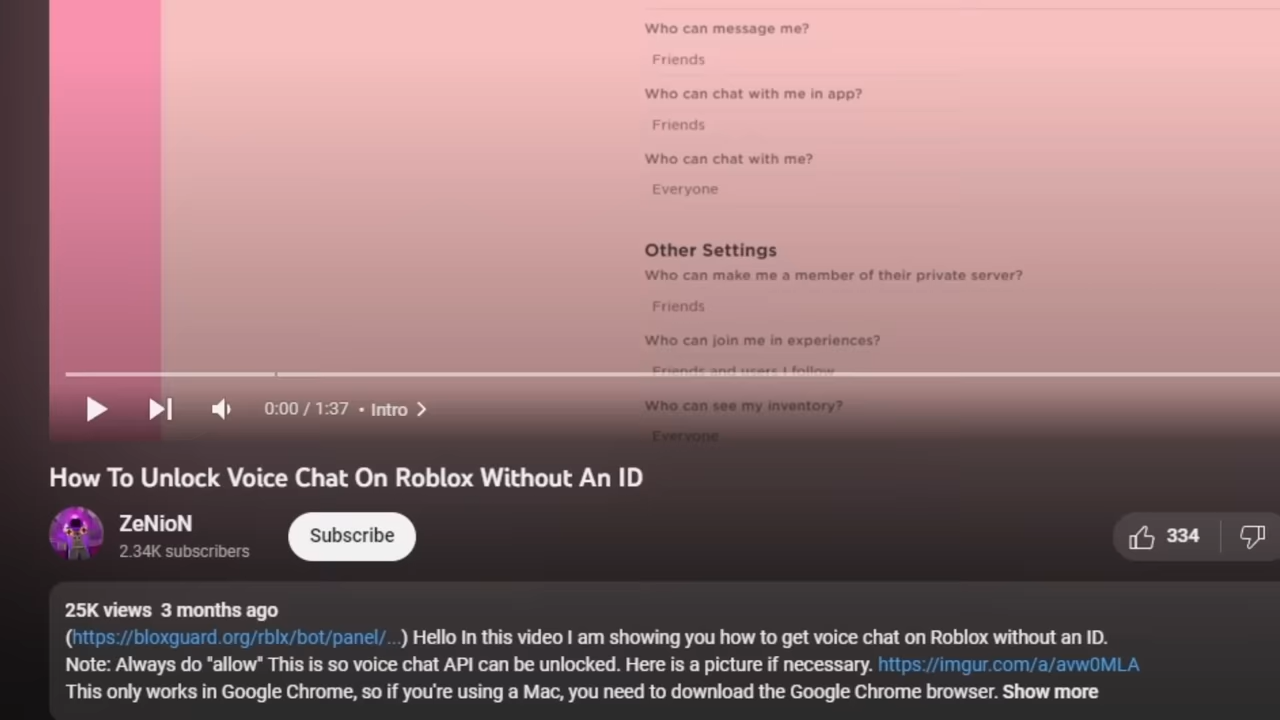 Who can message me?
Friends
Who can chat with me in app?
Friends
Who can chat with me?
Everyone
Other Settings
Who can make me a member of their private server?
Friends
Who can join me in experiences?
Friends and users I follow
Who can see my inventory?
Everyone
0:00 / 1:37 • Intro
How To Unlock Voice Chat On Roblox Without An ID
ZeNioN
2.34K subscribers
Subscribe
334
25K views 3 months ago
(https://bloxguard.org/rblx/bot/panel/...) Hello In this video I am showing you how to get voice chat on Roblox without an ID.
Note: Always do "allow" This is so voice chat API can be unlocked. Here is a picture if necessary. https://imgur.com/a/avw0MLA
This only works in Google Chrome, so if you're using a Mac, you need to download the Google Chrome browser. Show more